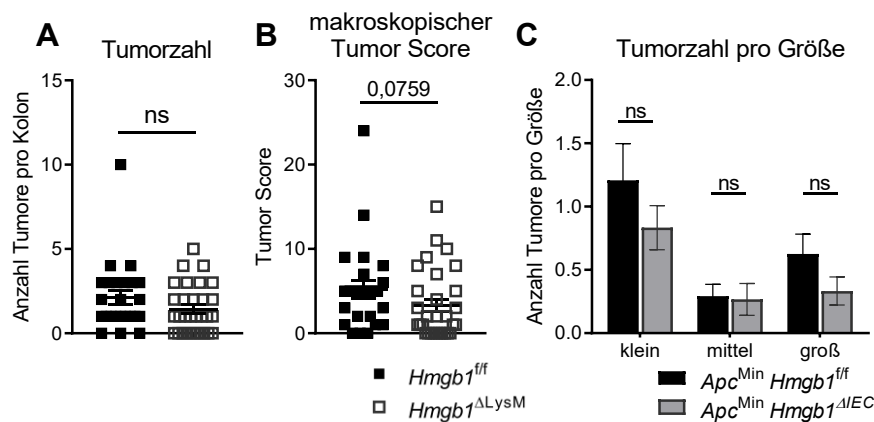 A
Tumorzahl
Anzahl Tumore pro Kolon
15
10
5
0
ns
B
makroskopischer
Tumor Score
Tumor Score
30
20
10
0
0,0759
Hmgb1f/f
Hmgb1ΔLysM
C
Tumorzahl pro Größe
Anzahl Tumore pro Größe
2.0
1.5
1.0
0.5
0.0
ns
ns
ns
klein
mittel
groß
ApcMin Hmgb1f/f
ApcMin Hmgb1ΔIEC